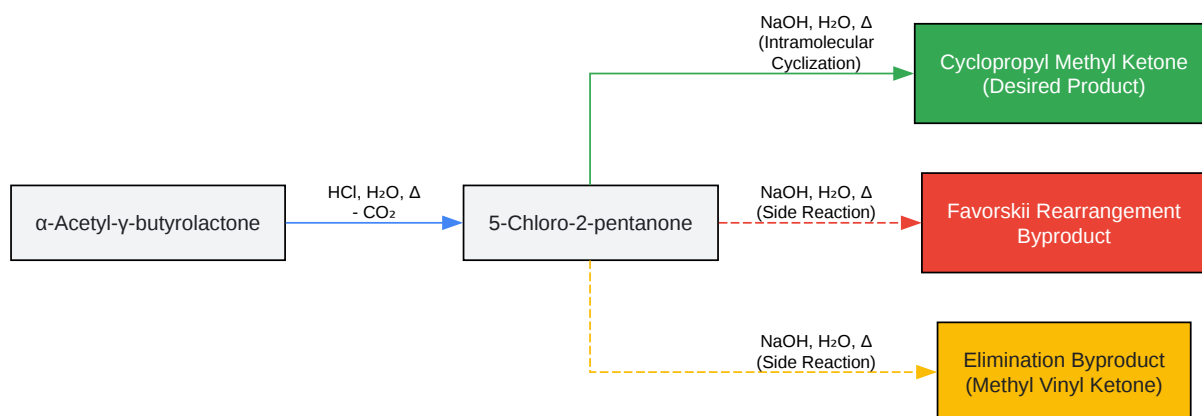 NaOH, H₂O, Δ
(Intramolecular
Cyclization)
Cyclopropyl Methyl Ketone
(Desired Product)
α-Acetyl-γ-butyrolactone
HCl, H₂O, Δ
- CO₂
5-Chloro-2-pentanone
NaOH, H₂O, Δ
(Side Reaction)
Favorskii Rearrangement
Byproduct
NaOH, H₂O, Δ
(Side Reaction)
Elimination Byproduct
(Methyl Vinyl Ketone)